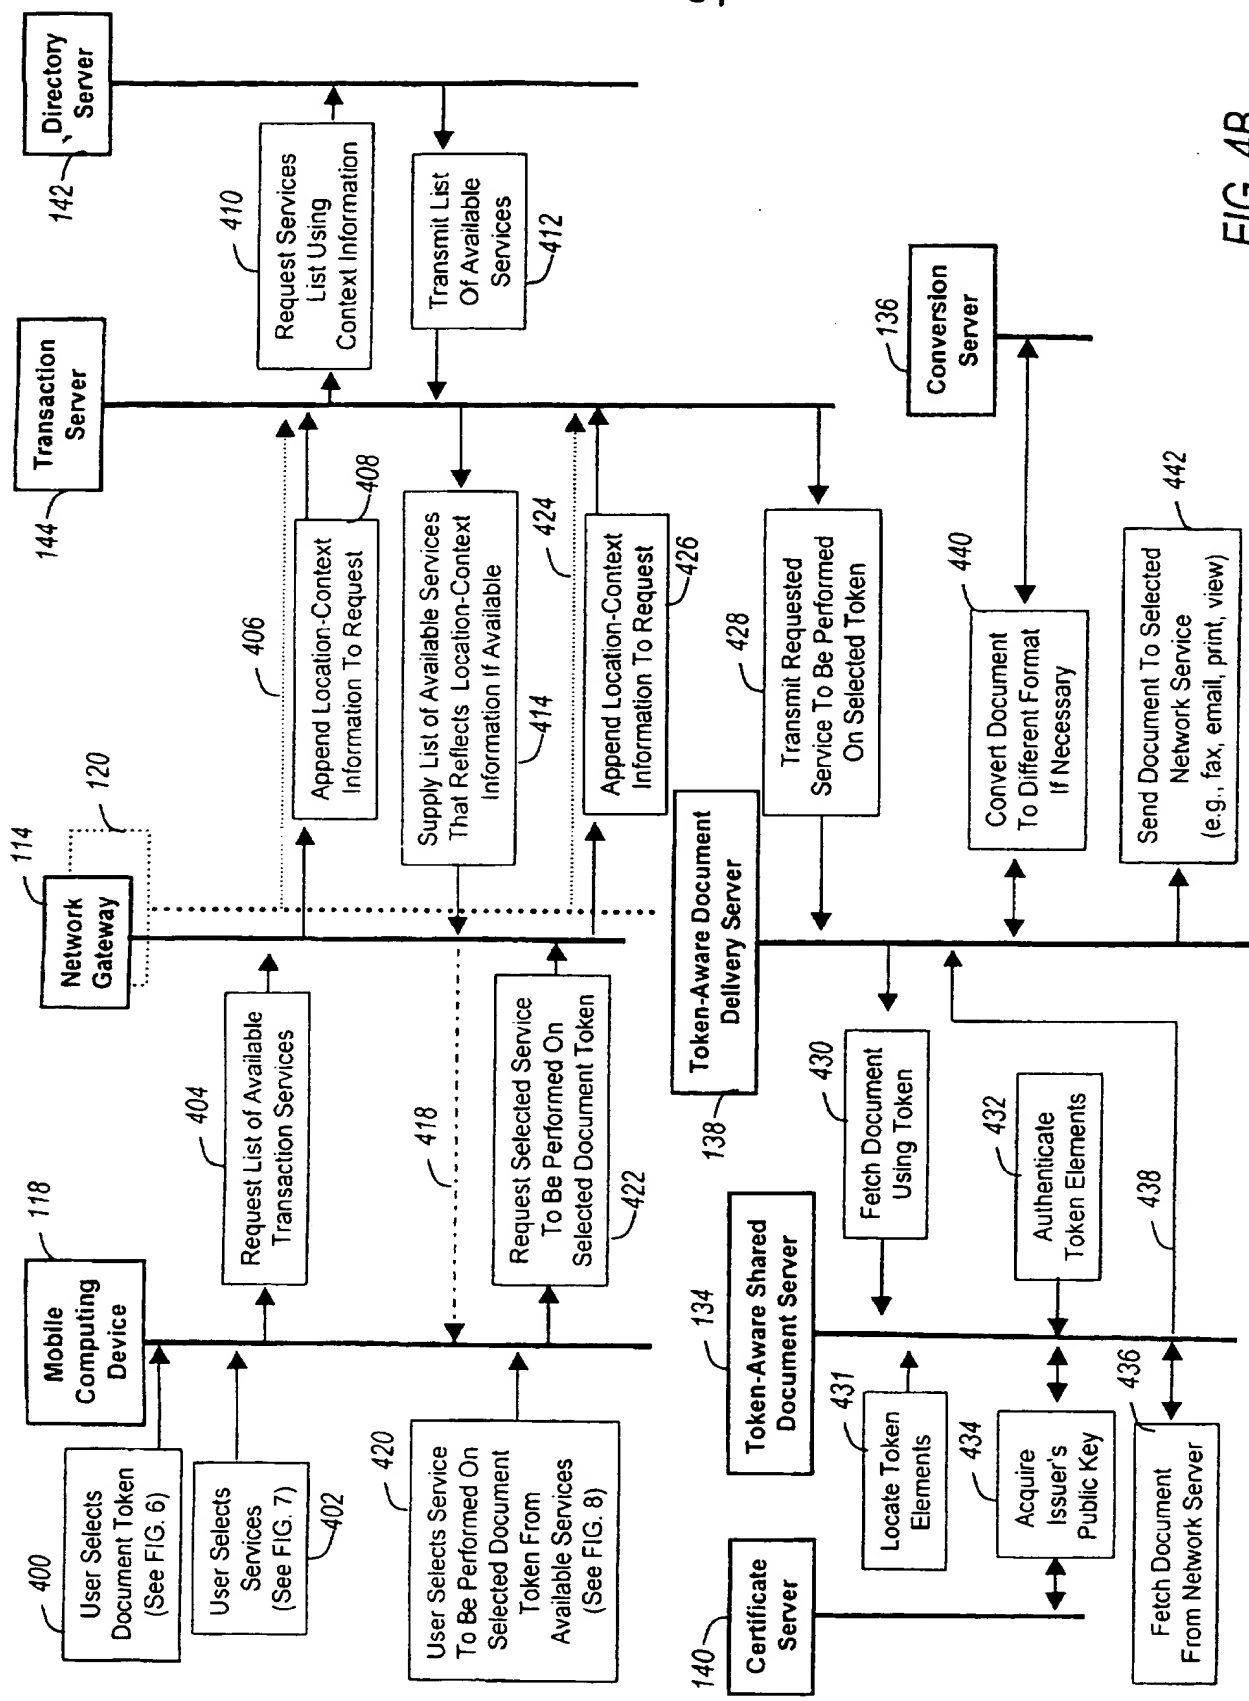 118
Mobile
Computing
Device
114
Network
Gateway
120
144
Transaction
Server
142
Directory
Server
400
User Selects
Document Token
(See FIG. 6)
User Selects
Services
(See FIG. 7)
402
404
Request List of Available
Transaction Services
406
Append Location-Context
Information To Request
408
410
Request Services
List Using
Context Information
Transmit List
Of Available
Services
412
Supply List of Available Services
That Reflects Location-Context
Information If Available
414
418
420
User Selects Service
To Be Performed On
Selected Document
Token From
Available Services
(See FIG. 8)
Request Selected Service
To Be Performed On
Selected Document Token
422
424
Append Location-Context
Information To Request
426
428
Transmit Requested
Service To Be Performed
On Selected Token
140
Certificate
Server
134
Token-Aware Shared
Document Server
138
Token-Aware Document
Delivery Server
136
Conversion
Server
430
Fetch Document
Using Token
431
Locate Token
Elements
432
Authenticate
Token Elements
434
Acquire
Issuer's
Public Key
436
Fetch Document
From Network Server
438
440
Convert Document
To Different Format
If Necessary
442
Send Document To Selected
Network Service
(e.g., fax, email, print, view)
FIG. 4B